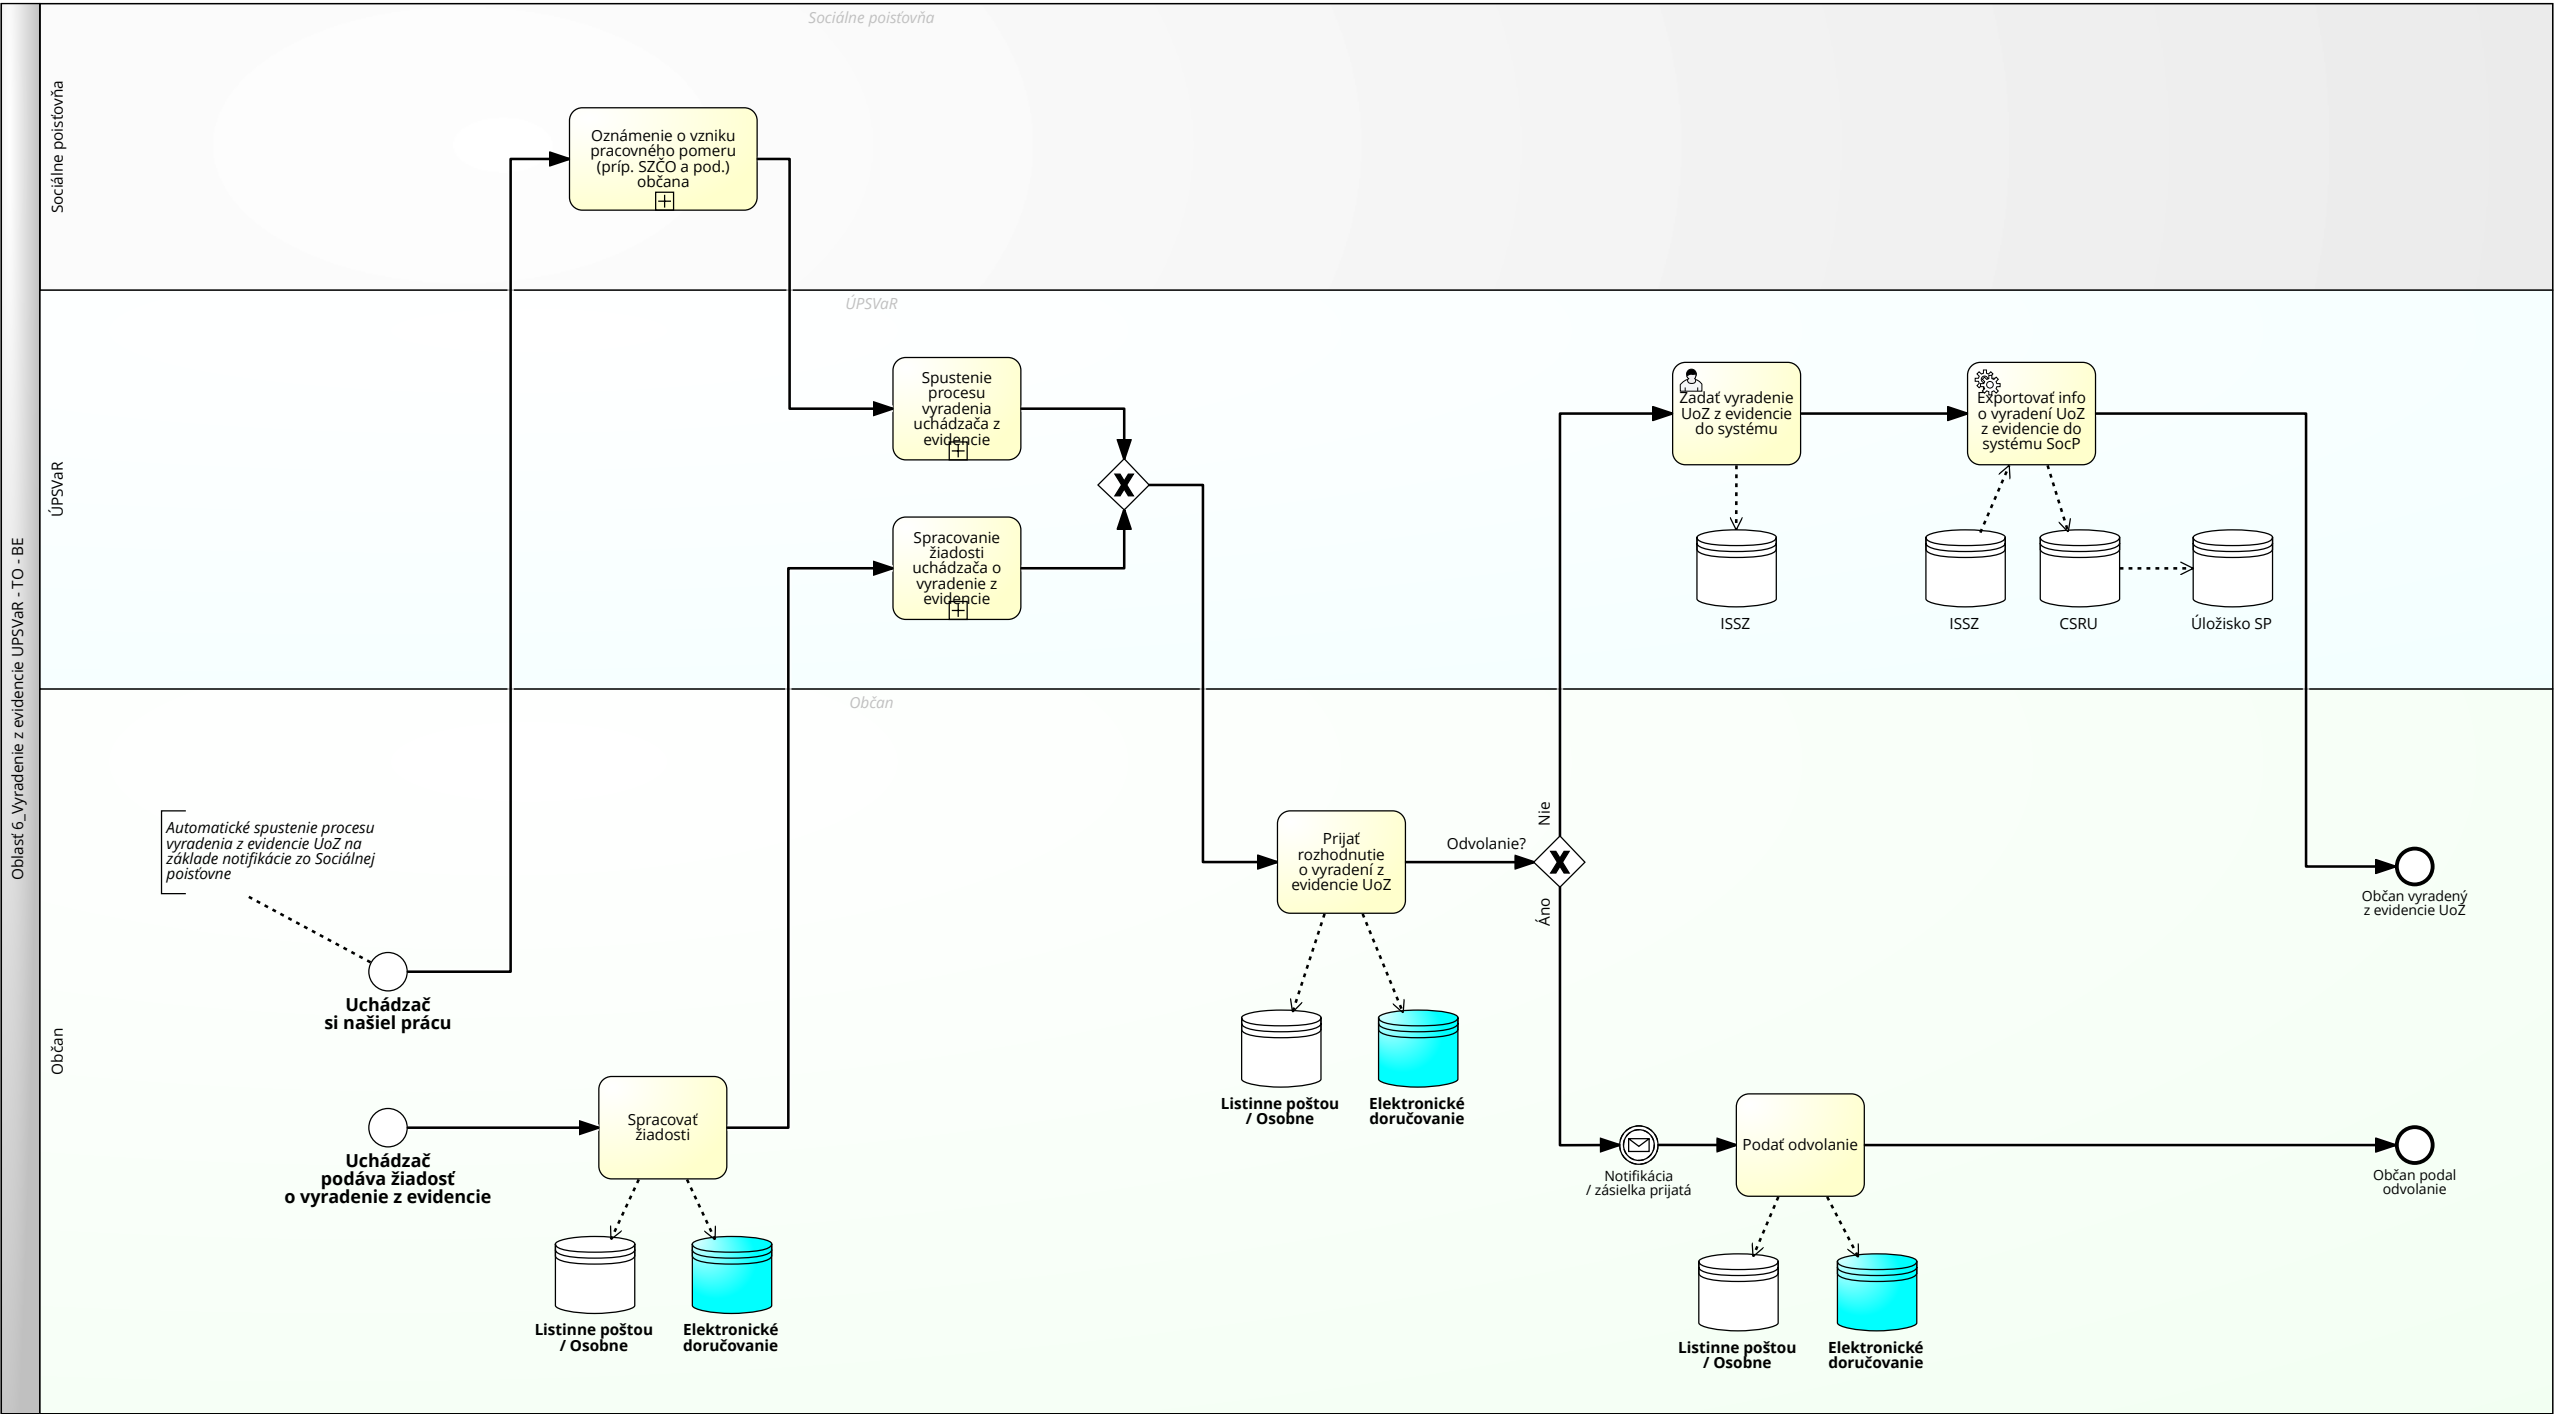 Oblasť 6_Vyradenie z evidencie UPSVaR - TO - BE
Sociálne poisťovňa
Sociálne poisťovňa
Oznámenie o vzniku
pracovného pomeru
(príp. SZČO a pod.)
občana
ÚPSVaR
ÚPSVaR
Spustenie
procesu
vyradenia
uchádzača z
evidencie
Spracovanie
žiadosti
uchádzača o
vyradenie z
evidencie
Zadať vyradenie
UoZ z evidencie
do systému
Exportovať info
o vyradení UoZ
z evidencie do
systému SocP
ISSZ
ISSZ
CSRU
Úložisko SP
Občan
Občan
Automatické spustenie procesu
vyradenia z evidencie UoZ na
základe notifikácie zo Sociálnej
poisťovne
Uchádzač
si našiel prácu
Uchádzač
podáva žiadosť
o vyradenie z evidencie
Spracovať
žiadosti
Listinne poštou
/ Osobne
Elektronické
doručovanie
Prijať
rozhodnutie
o vyradení z
evidencie UoZ
Listinne poštou
/ Osobne
Elektronické
doručovanie
Odvolanie?
Nie
Áno
Notifikácia
/ zásielka prijatá
Podať odvolanie
Listinne poštou
/ Osobne
Elektronické
doručovanie
Občan vyradený
z evidencie UoZ
Občan podal
odvolanie